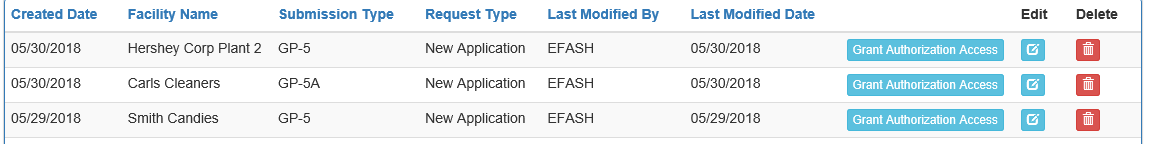 Created Date Facility Name Submission Type Request Type Last Modified By Last Modified Date Edit Delete
05/30/2018 Hershey Corp Plant 2 GP-5 New Application EFASH 05/30/2018 Grant Authorization Access
05/30/2018 Carls Cleaners GP-5A New Application EFASH 05/30/2018 Grant Authorization Access
05/29/2018 Smith Candies GP-5 New Application EFASH 05/29/2018 Grant Authorization Access